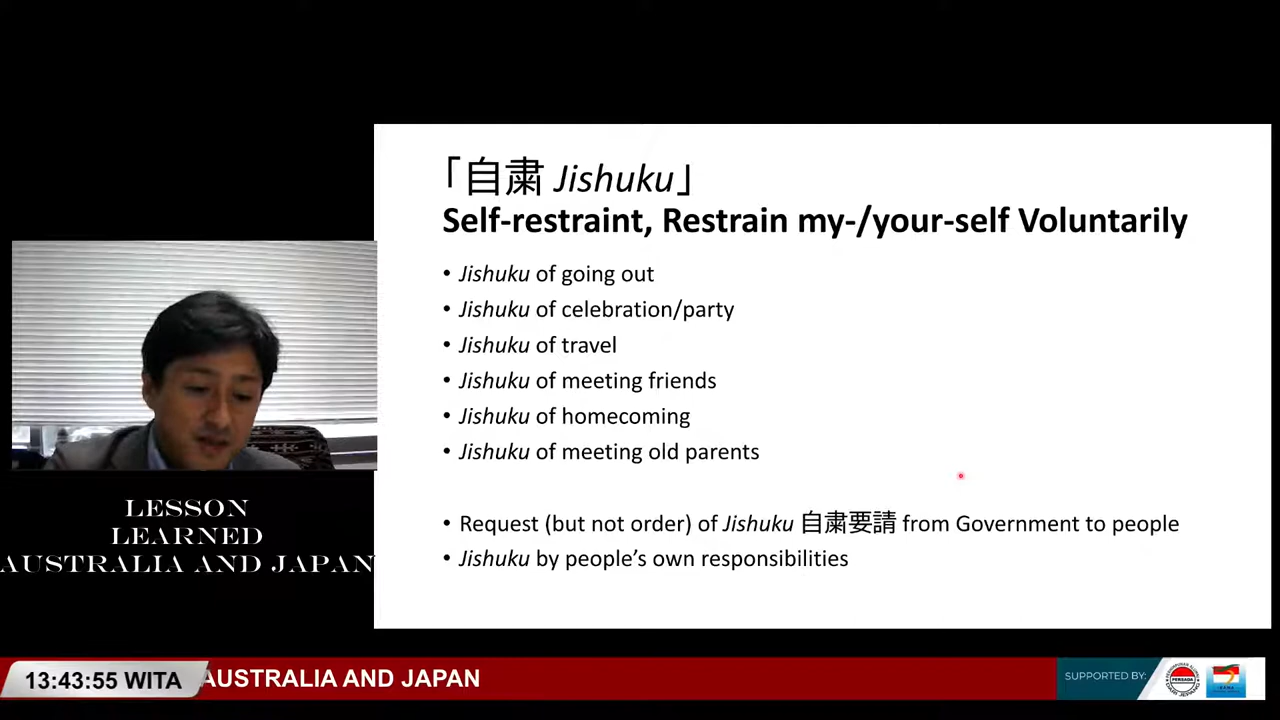 「自粛 Jishuku」
Self-restraint, Restrain my-/your-self Voluntarily
• Jishuku of going out
• Jishuku of celebration/party
• Jishuku of travel
• Jishuku of meeting friends
• Jishuku of homecoming
• Jishuku of meeting old parents
• Request (but not order) of Jishuku 自粛要請 from Government to people
• Jishuku by people’s own responsibilities
LESSON
LEARNED
AUSTRALIA AND JAPAN
13:43:55 WITA
AUSTRALIA AND JAPAN
SUPPORTED BY:
PERSADA